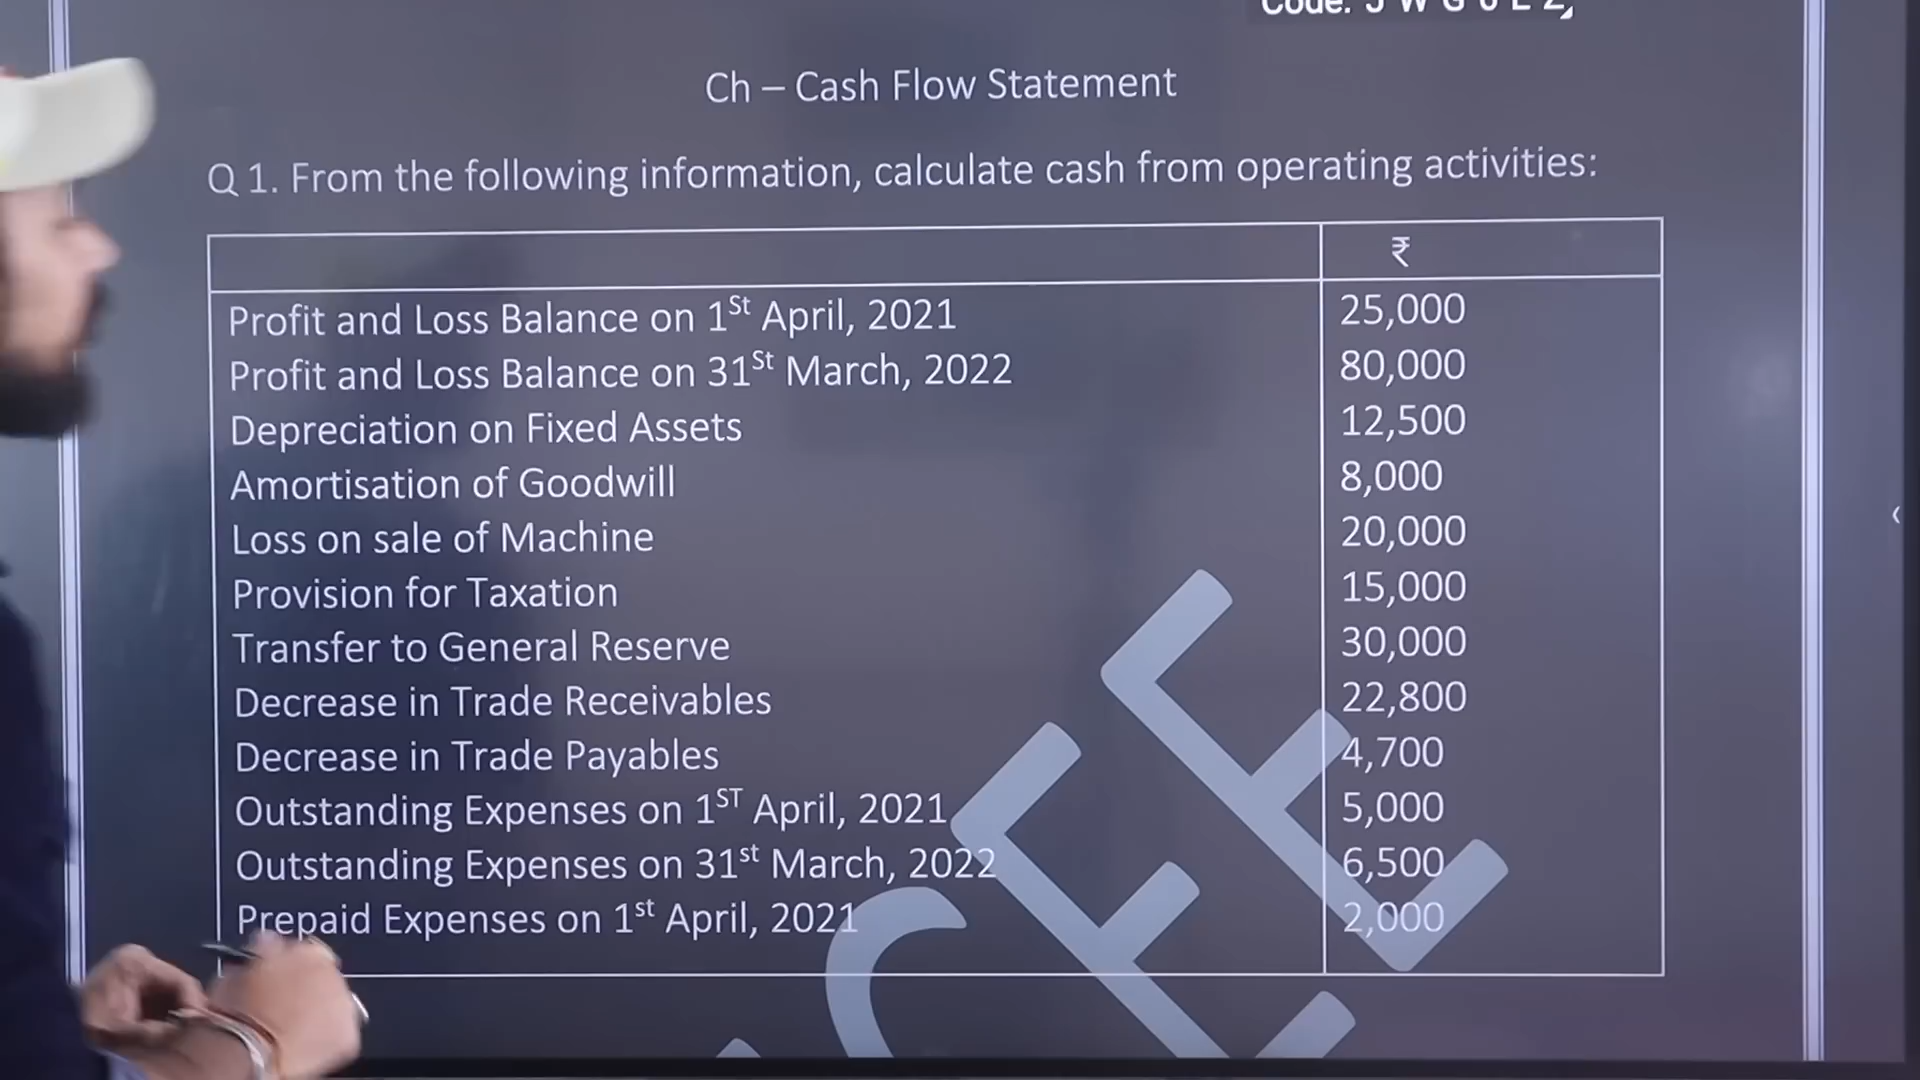 Ch – Cash Flow Statement
Q 1. From the following information, calculate cash from operating activities:
₹
Profit and Loss Balance on 1St April, 2021 25,000
Profit and Loss Balance on 31St March, 2022 80,000
Depreciation on Fixed Assets 12,500
Amortisation of Goodwill 8,000
Loss on sale of Machine 20,000
Provision for Taxation 15,000
Transfer to General Reserve 30,000
Decrease in Trade Receivables 22,800
Decrease in Trade Payables 4,700
Outstanding Expenses on 1ST April, 2021 5,000
Outstanding Expenses on 31st March, 2022 6,500
Prepaid Expenses on 1st April, 2021 2,000